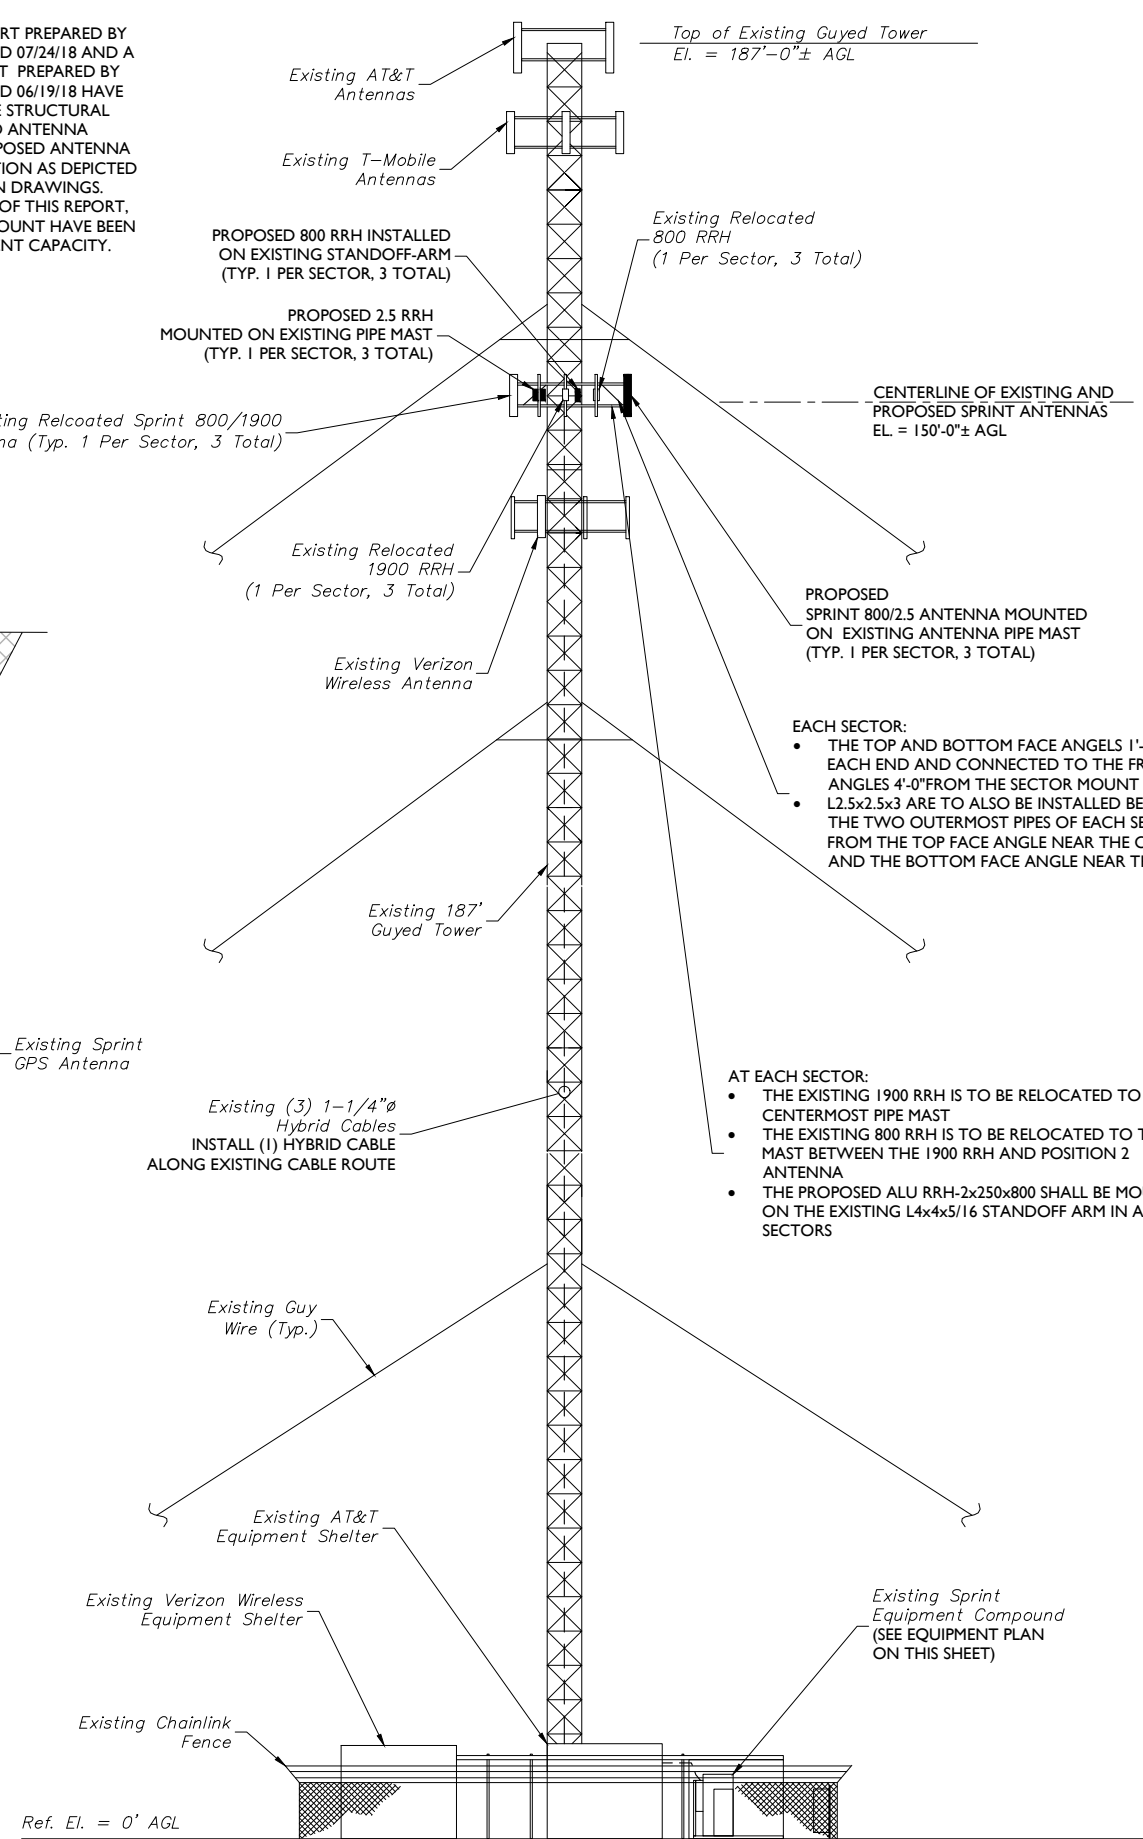 RT PREPARED BY
D 07/24/18 AND A
T PREPARED BY
D 06/19/18 HAVE
E STRUCTURAL
D ANTENNA
POSED ANTENNA
TION AS DEPICTED
N DRAWINGS.
OF THIS REPORT,
OUNT HAVE BEEN
NT CAPACITY.
Top of Existing Guyed Tower
El. = 187'-0"± AGL
Existing AT&T
Antennas
Existing T-Mobile
Antennas
Existing Relocated
800 RRH
(1 Per Sector, 3 Total)
PROPOSED 800 RRH INSTALLED
ON EXISTING STANDOFF-ARM
(TYP. 1 PER SECTOR, 3 TOTAL)
PROPOSED 2.5 RRH
MOUNTED ON EXISTING PIPE MAST
(TYP. 1 PER SECTOR, 3 TOTAL)
ting Relcoated Sprint 800/1900
na (Typ. 1 Per Sector, 3 Total)
CENTERLINE OF EXISTING AND
PROPOSED SPRINT ANTENNAS
EL. = 150'-0"± AGL
Existing Relocated
1900 RRH
(1 Per Sector, 3 Total)
PROPOSED
SPRINT 800/2.5 ANTENNA MOUNTED
ON EXISTING ANTENNA PIPE MAST
(TYP. 1 PER SECTOR, 3 TOTAL)
Existing Verizon
Wireless Antenna
EACH SECTOR:
• THE TOP AND BOTTOM FACE ANGELS 1'-
EACH END AND CONNECTED TO THE FR
ANGLES 4'-0"FROM THE SECTOR MOUNT
• L2.5x2.5x3 ARE TO ALSO BE INSTALLED BE
THE TWO OUTERMOST PIPES OF EACH SE
FROM THE TOP FACE ANGLE NEAR THE C
AND THE BOTTOM FACE ANGLE NEAR T
Existing 187'
Guyed Tower
Existing Sprint
GPS Antenna
Existing (3) 1-1/4"ø
Hybrid Cables
INSTALL (1) HYBRID CABLE
ALONG EXISTING CABLE ROUTE
AT EACH SECTOR:
• THE EXISTING 1900 RRH IS TO BE RELOCATED TO
CENTERMOST PIPE MAST
• THE EXISTING 800 RRH IS TO BE RELOCATED TO T
MAST BETWEEN THE 1900 RRH AND POSITION 2
ANTENNA
• THE PROPOSED ALU RRH-2x250x800 SHALL BE MO
ON THE EXISTING L4x4x5/16 STANDOFF ARM IN A
SECTORS
Existing Guy
Wire (Typ.)
Existing AT&T
Equipment Shelter
Existing Verizon Wireless
Equipment Shelter
Existing Sprint
Equipment Compound
(SEE EQUIPMENT PLAN
ON THIS SHEET)
Existing Chainlink
Fence
Ref. El. = 0' AGL